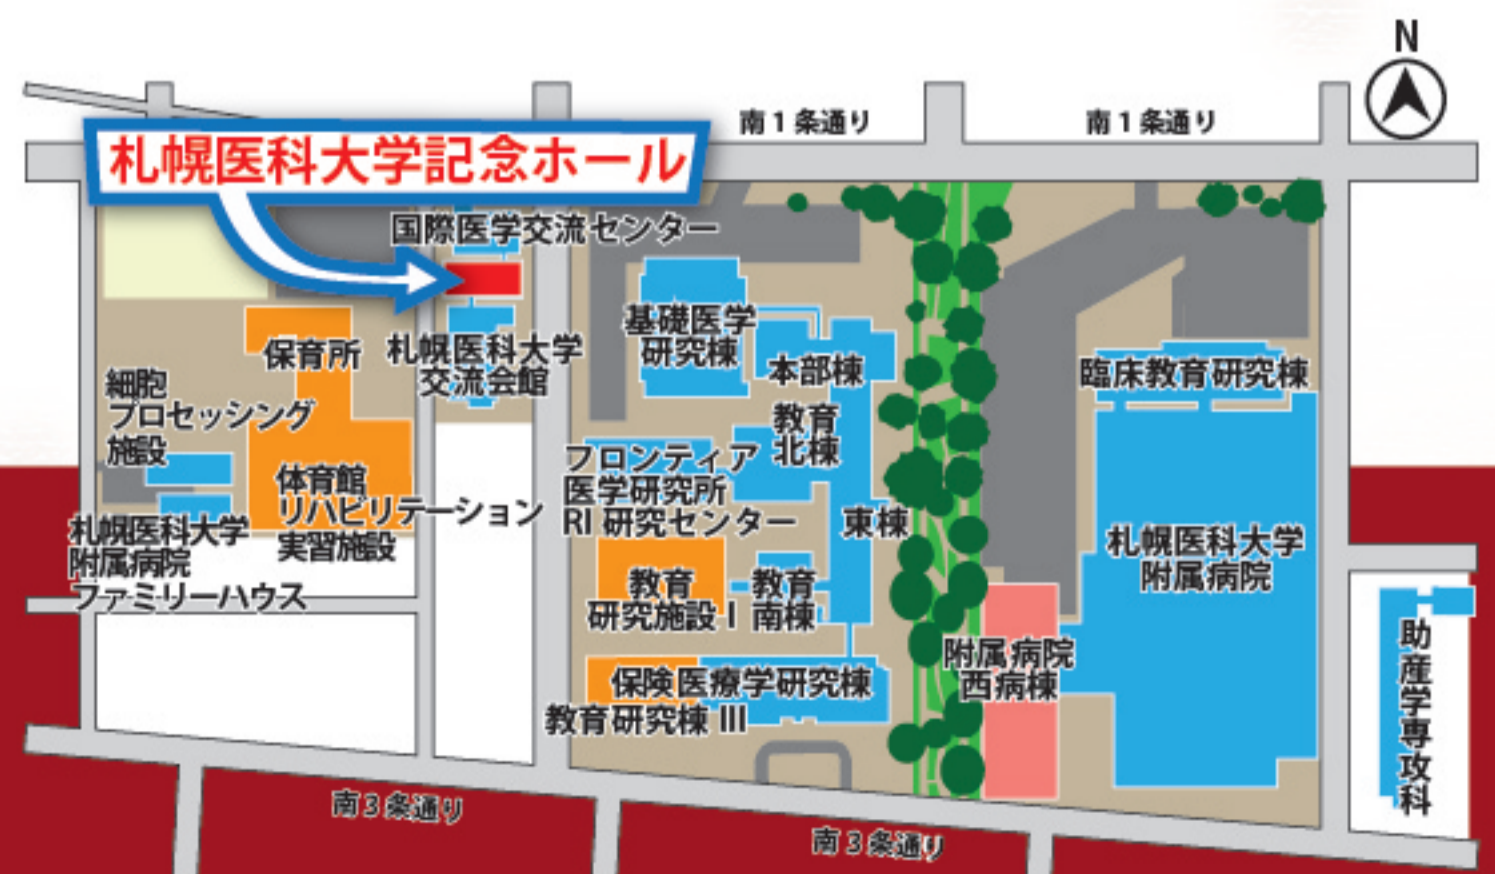 N
南1条通り
南1条通り
札幌医科大学記念ホール
国際医学交流センター
保育所
札幌医科大学
交流会館
細胞
プロセッシング
施設
体育館
リハビリテーション
実習施設
札幌医科大学
附属病院
ファミリーハウス
基礎医学
研究棟
本部棟
教育
北棟
フロンティア
医学研究所
RI研究センター
東棟
教育
研究施設 I
教育
南棟
保険医療学研究棟
教育研究棟 III
臨床教育研究棟
札幌医科大学
附属病院
附属病院
西病棟
助産学専攻科
南3条通り
南3条通り